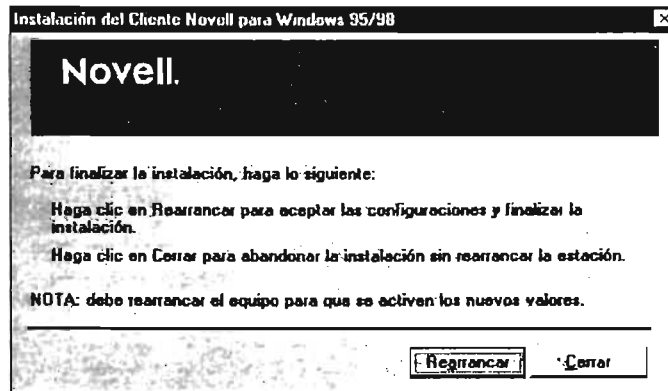 Instalación del Cliente Novell para Windows 95/98
Novell.
Para finalizar la instalación, haga lo siguiente:
Haga clic en Rearrancar para aceptar las configuraciones y finalizar la
instalación.
Haga clic en Cerrar para abandonar la instalación sin rearrancar la estación.
NOTA: debe rearrancar el equipo para que se activen los nuevos valores.
Rearrancar
Cerrar